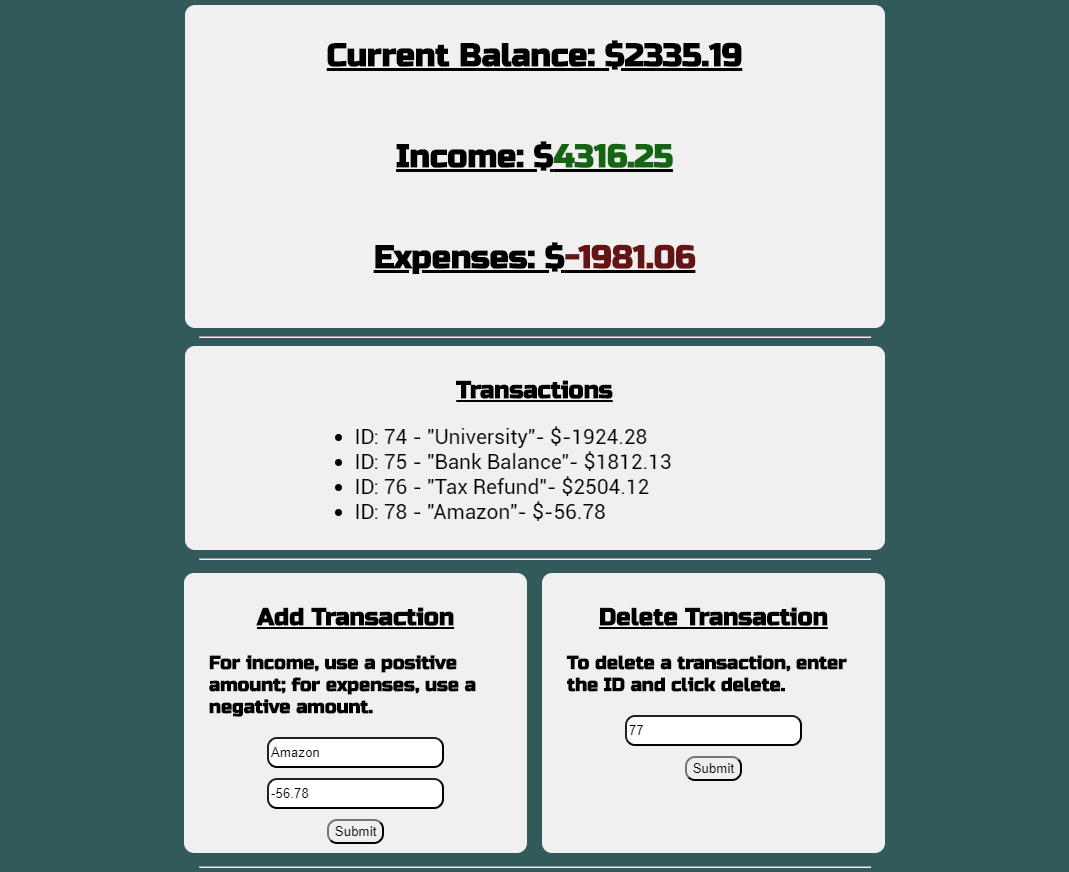 Current Balance: $2335.19
Income: $4316.25
Expenses: $-1981.06
Transactions
ID: 74 - "University"- $-1924.28
ID: 75 - "Bank Balance"- $1812.13
ID: 76 - "Tax Refund"- $2504.12
ID: 78 - "Amazon"- $-56.78
Add Transaction
For income, use a positive
amount; for expenses, use a
negative amount.
Amazon
-56.78
Submit
Delete Transaction
To delete a transaction, enter
the ID and click delete.
77
Submit